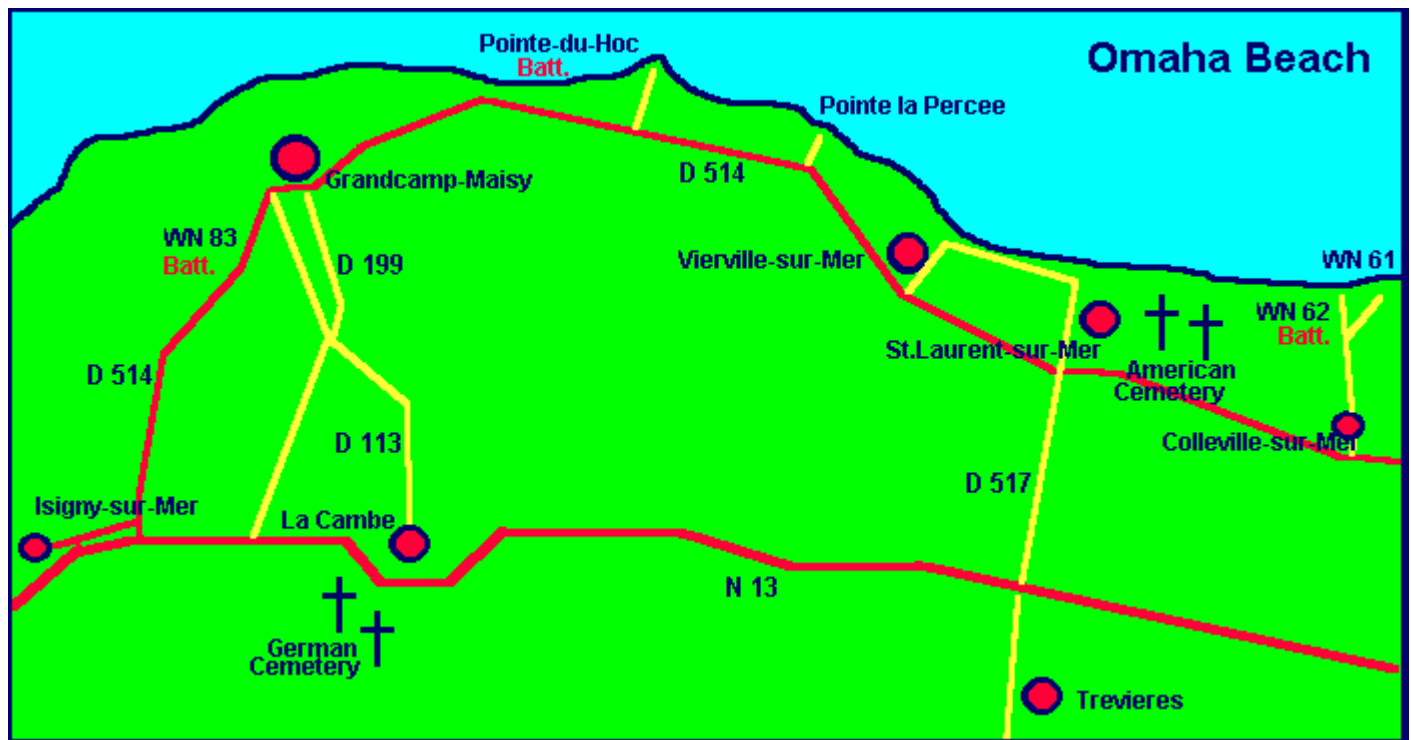 Pointe-du-Hoc
Batt.
Omaha Beach
Pointe la Percee
D 514
Grandcamp-Maisy
WN 83
Batt.
D 199
Vierville-sur-Mer
WN 61
WN 62
Batt.
St.Laurent-sur-Mer
American
Cemetery
D 514
D 113
Colleville-sur-Mer
D 517
Isigny-sur-Mer
La Cambe
N 13
German
Cemetery
Trevieres